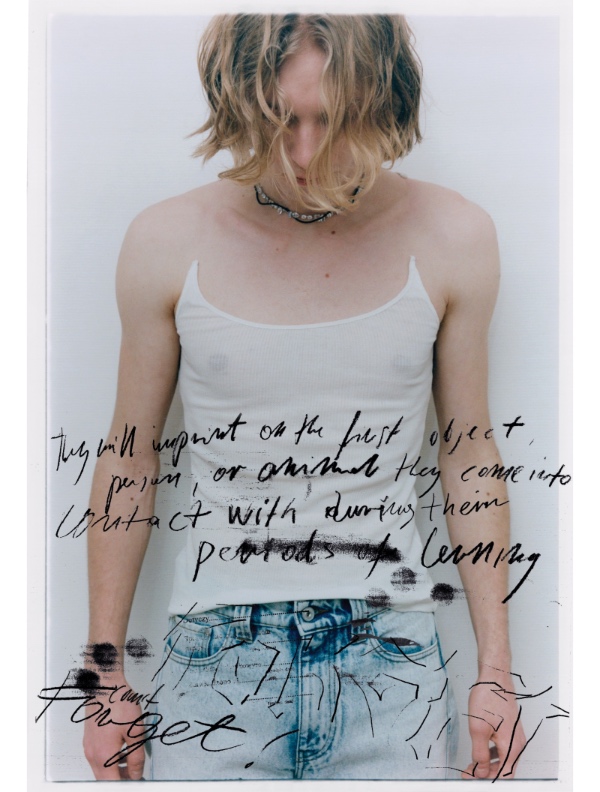 They will imprint on the first object,
person, or animal they come into
contact with during their
periods of lerning
can't
Forget